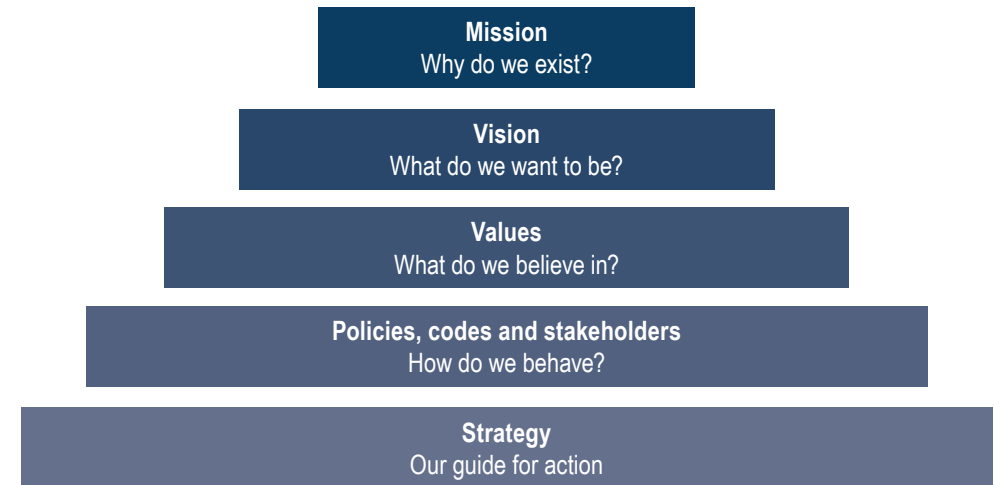 Mission
Why do we exist?
Vision
What do we want to be?
Values
What do we believe in?
Policies, codes and stakeholders
How do we behave?
Strategy
Our guide for action